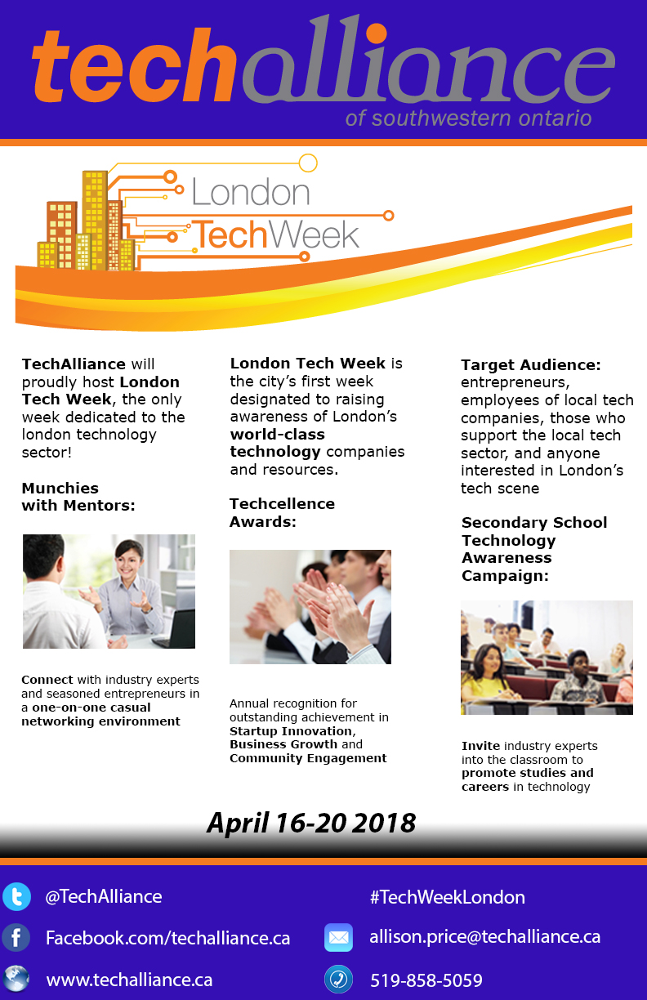 techalliance
of southwestern ontario
London
TechWeek
TechAlliance will
proudly host London
Tech Week, the only
week dedicated to the
london technology
sector!
Munchies
with Mentors:
Connect with industry experts
and seasoned entrepreneurs in
a one-on-one casual
networking environment
London Tech Week is
the city’s first week
designated to raising
awareness of London’s
world-class
technology companies
and resources.
Techcellence
Awards:
Annual recognition for
outstanding achievement in
Startup Innovation,
Business Growth and
Community Engagement
Target Audience:
entrepreneurs,
employees of local tech
companies, those who
support the local tech
sector, and anyone
interested in London’s
tech scene
Secondary School
Technology
Awareness
Campaign:
Invite industry experts
into the classroom to
promote studies and
careers in technology
April 16-20 2018
@TechAlliance
#TechWeekLondon
Facebook.com/techalliance.ca
allison.price@techalliance.ca
www.techalliance.ca
519-858-5059